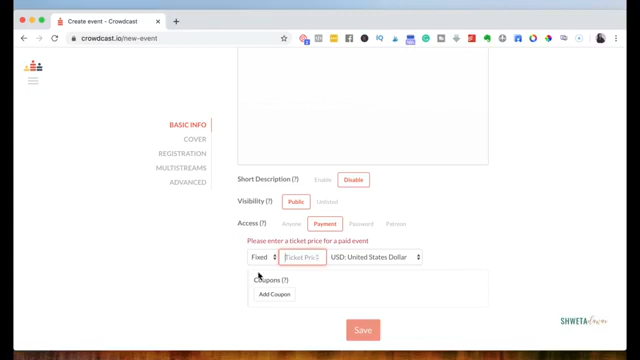 Create event - Crowdcast
crowdcast.io/new-event
BASIC INFO
COVER
REGISTRATION
MULTISTREAMS
ADVANCED
Short Description (?) Enable Disable
Visibility (?) Public Unlisted
Access (?) Anyone Payment Password Patreon
Please enter a ticket price for a paid event
Fixed Ticket Pric USD: United States Dollar
Coupons (?)
Add Coupon
Save
SHWETA dawar